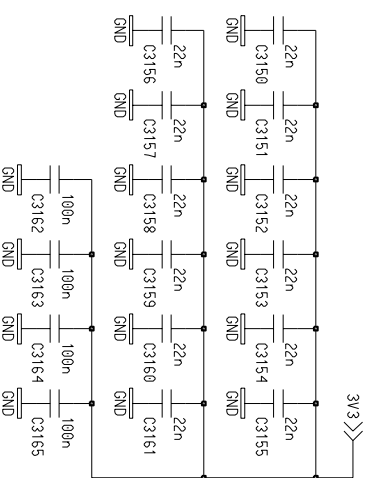 3V3
22n
C3150
GND
22n
C3151
GND
22n
C3152
GND
22n
C3153
GND
22n
C3154
GND
22n
C3155
GND
22n
C3156
GND
22n
C3157
GND
22n
C3158
GND
22n
C3159
GND
22n
C3160
GND
22n
C3161
GND
100n
C3162
GND
100n
C3163
GND
100n
C3164
GND
100n
C3165
GND